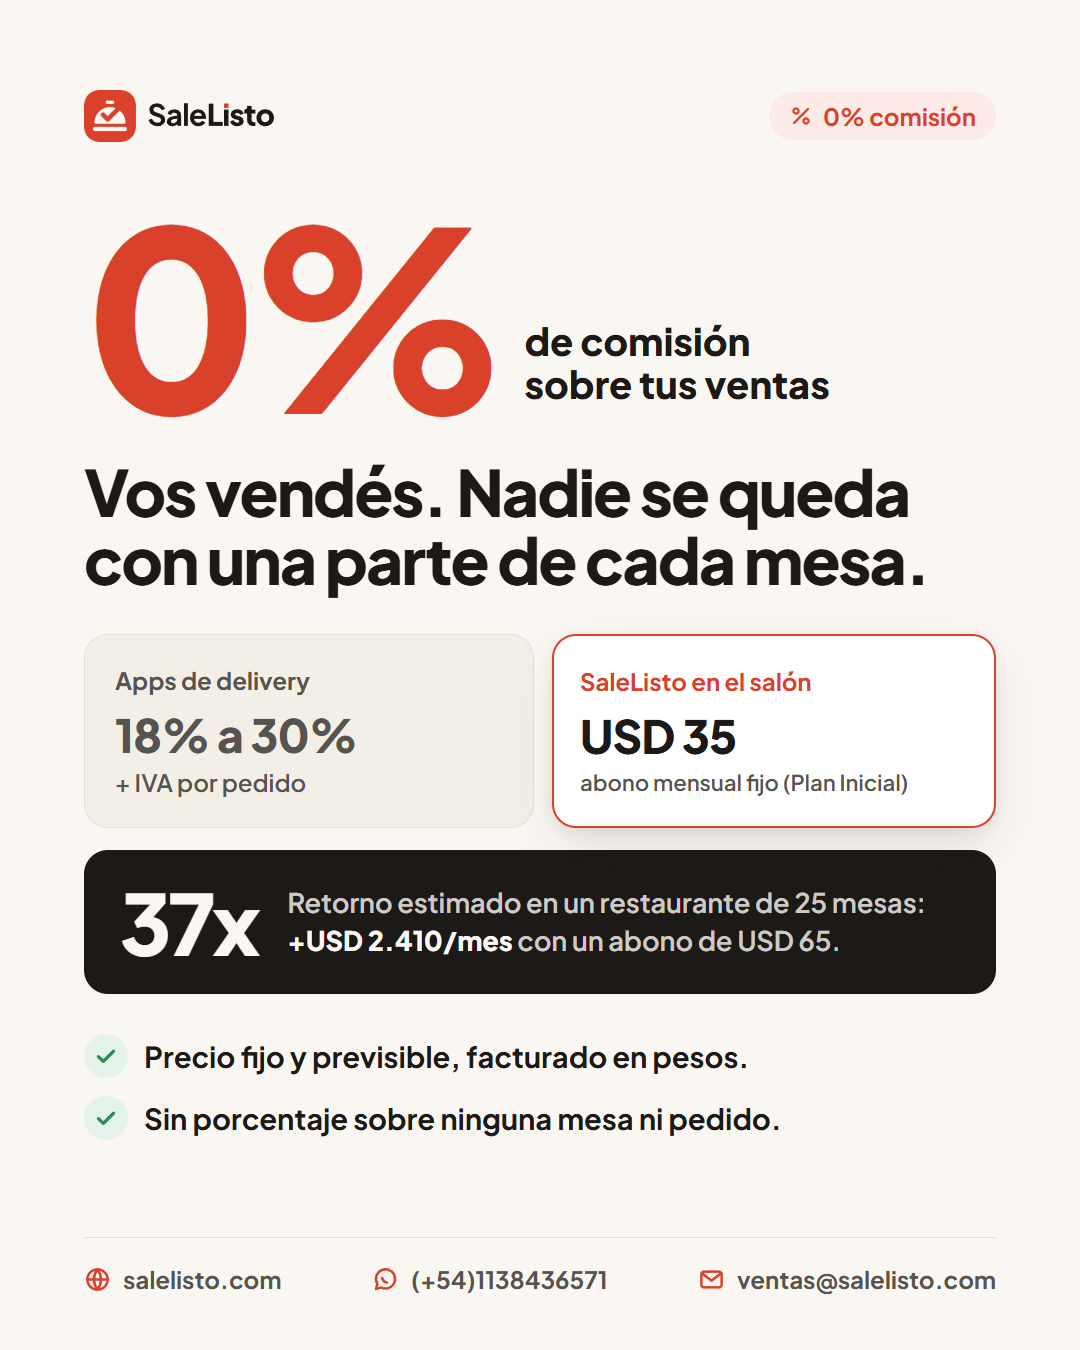 SaleListo
% 0% comisión
0%
de comisión
sobre tus ventas
Vos vendés. Nadie se queda
con una parte de cada mesa.
Apps de delivery
18% a 30%
+ IVA por pedido
SaleListo en el salón
USD 35
abono mensual fijo (Plan Inicial)
37x
Retorno estimado en un restaurante de 25 mesas:
+USD 2.410/mes con un abono de USD 65.
Precio fijo y previsible, facturado en pesos.
Sin porcentaje sobre ninguna mesa ni pedido.
salelisto.com
(+54)1138436571
ventas@salelisto.com